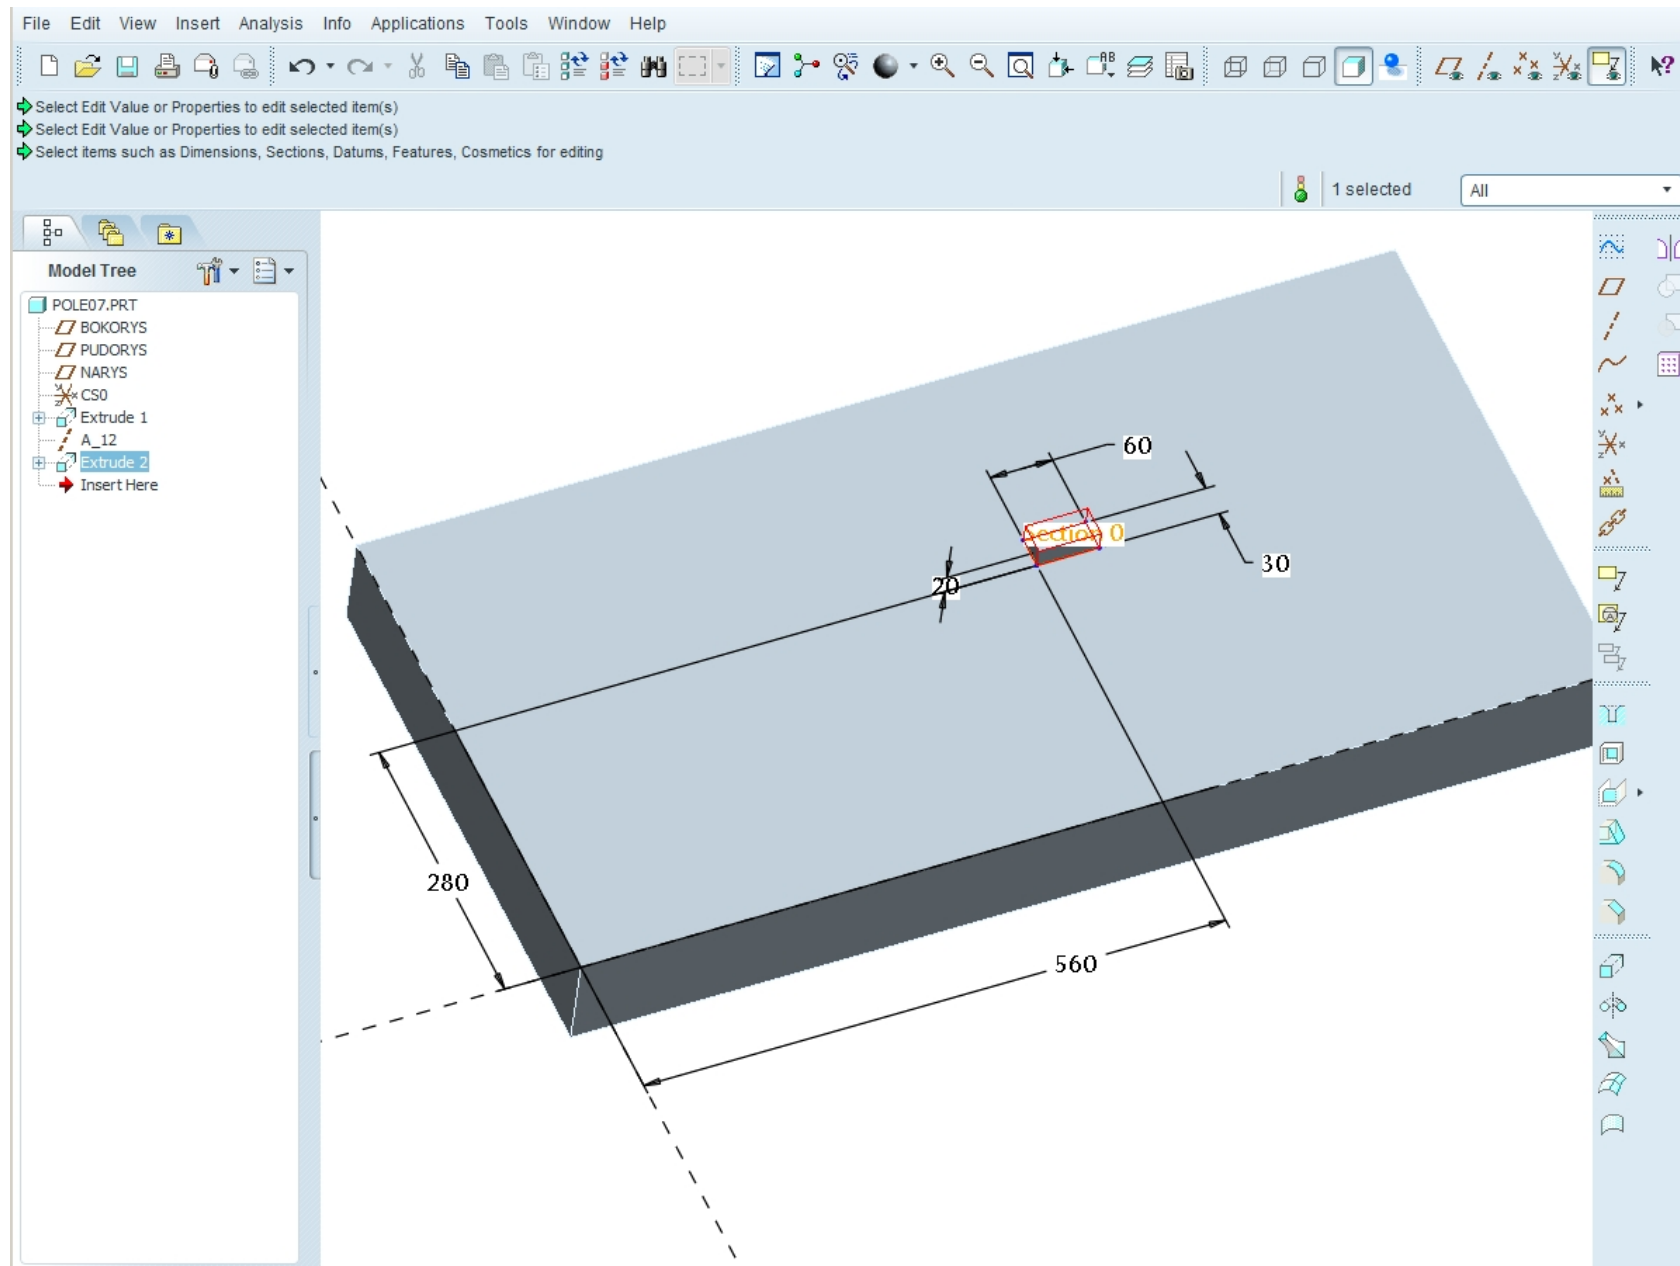 File Edit View Insert Analysis Info Applications Tools Window Help
Select Edit Value or Properties to edit selected item(s)
Select Edit Value or Properties to edit selected item(s)
Select items such as Dimensions, Sections, Datums, Features, Cosmetics for editing
1 selected All
Model Tree
POLE07.PRT
BOKORYS
PUDORYS
NARYS
CS0
Extrude 1
A_12
Extrude 2
Insert Here
60
Section 0
30
20
280
560